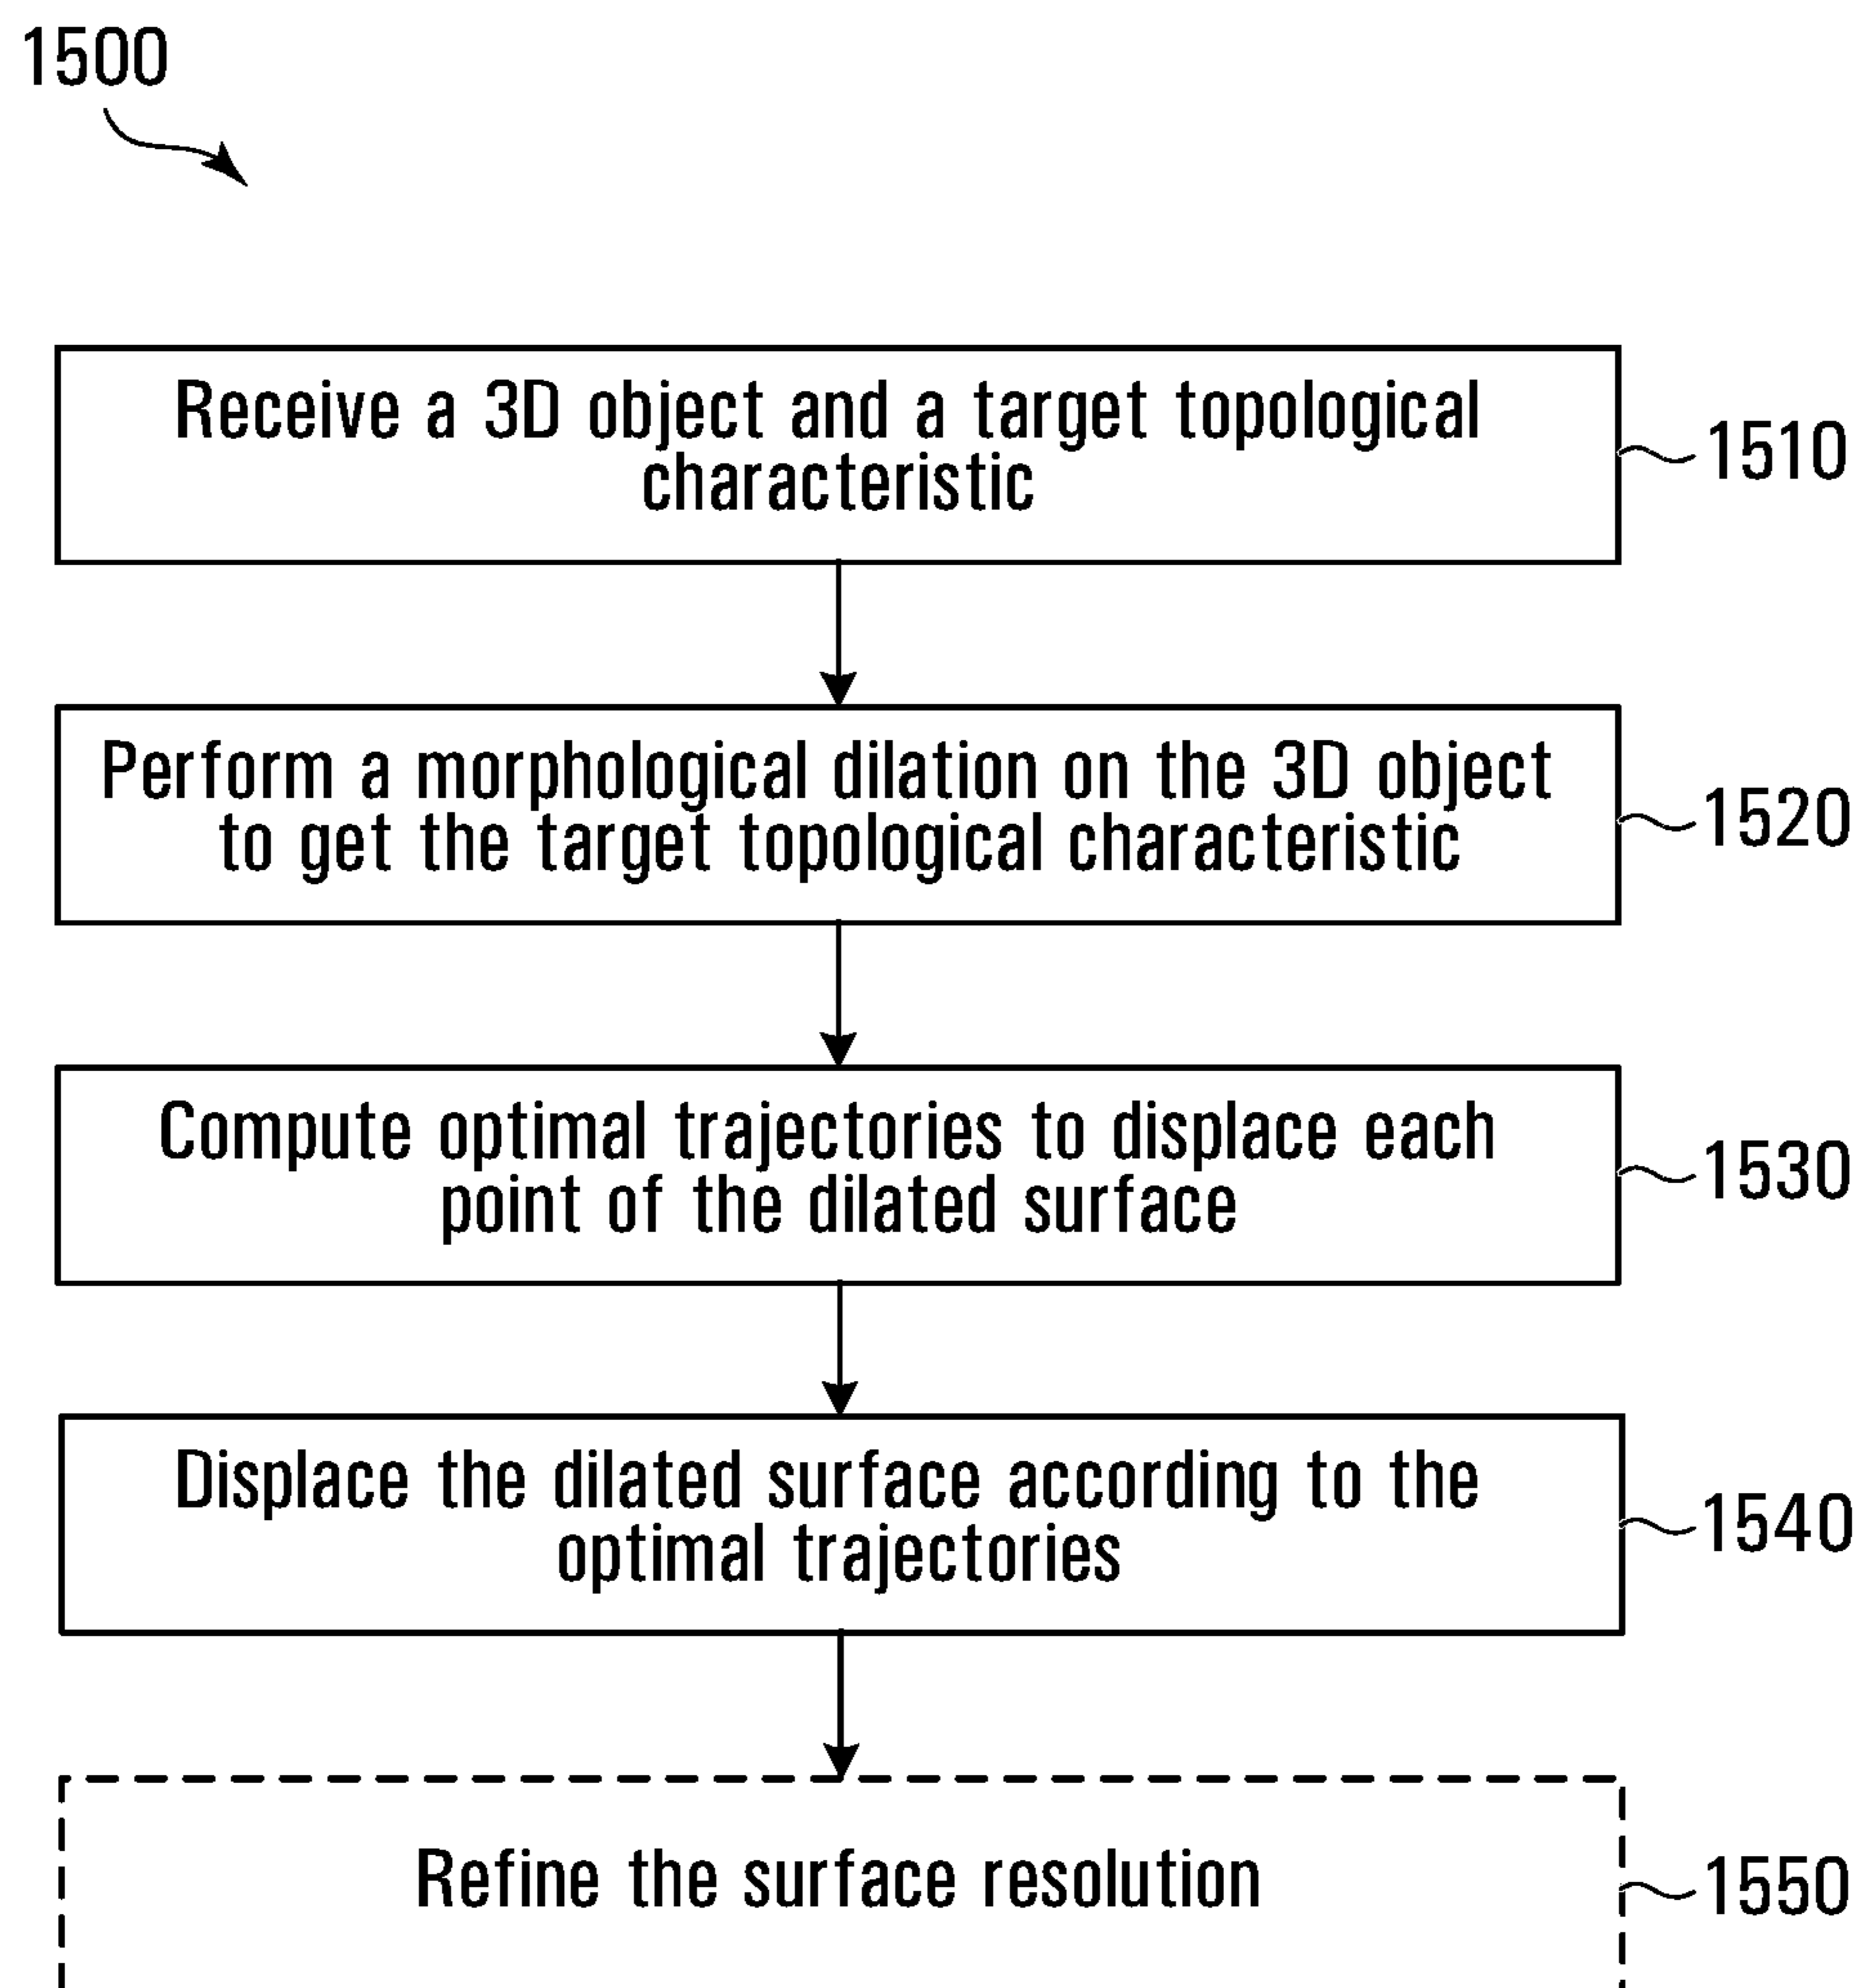 1500
Receive a 3D object and a target topological
characteristic
1510
Perform a morphological dilation on the 3D object
to get the target topological characteristic
1520
Compute optimal trajectories to displace each
point of the dilated surface
1530
Displace the dilated surface according to the
optimal trajectories
1540
Refine the surface resolution
1550